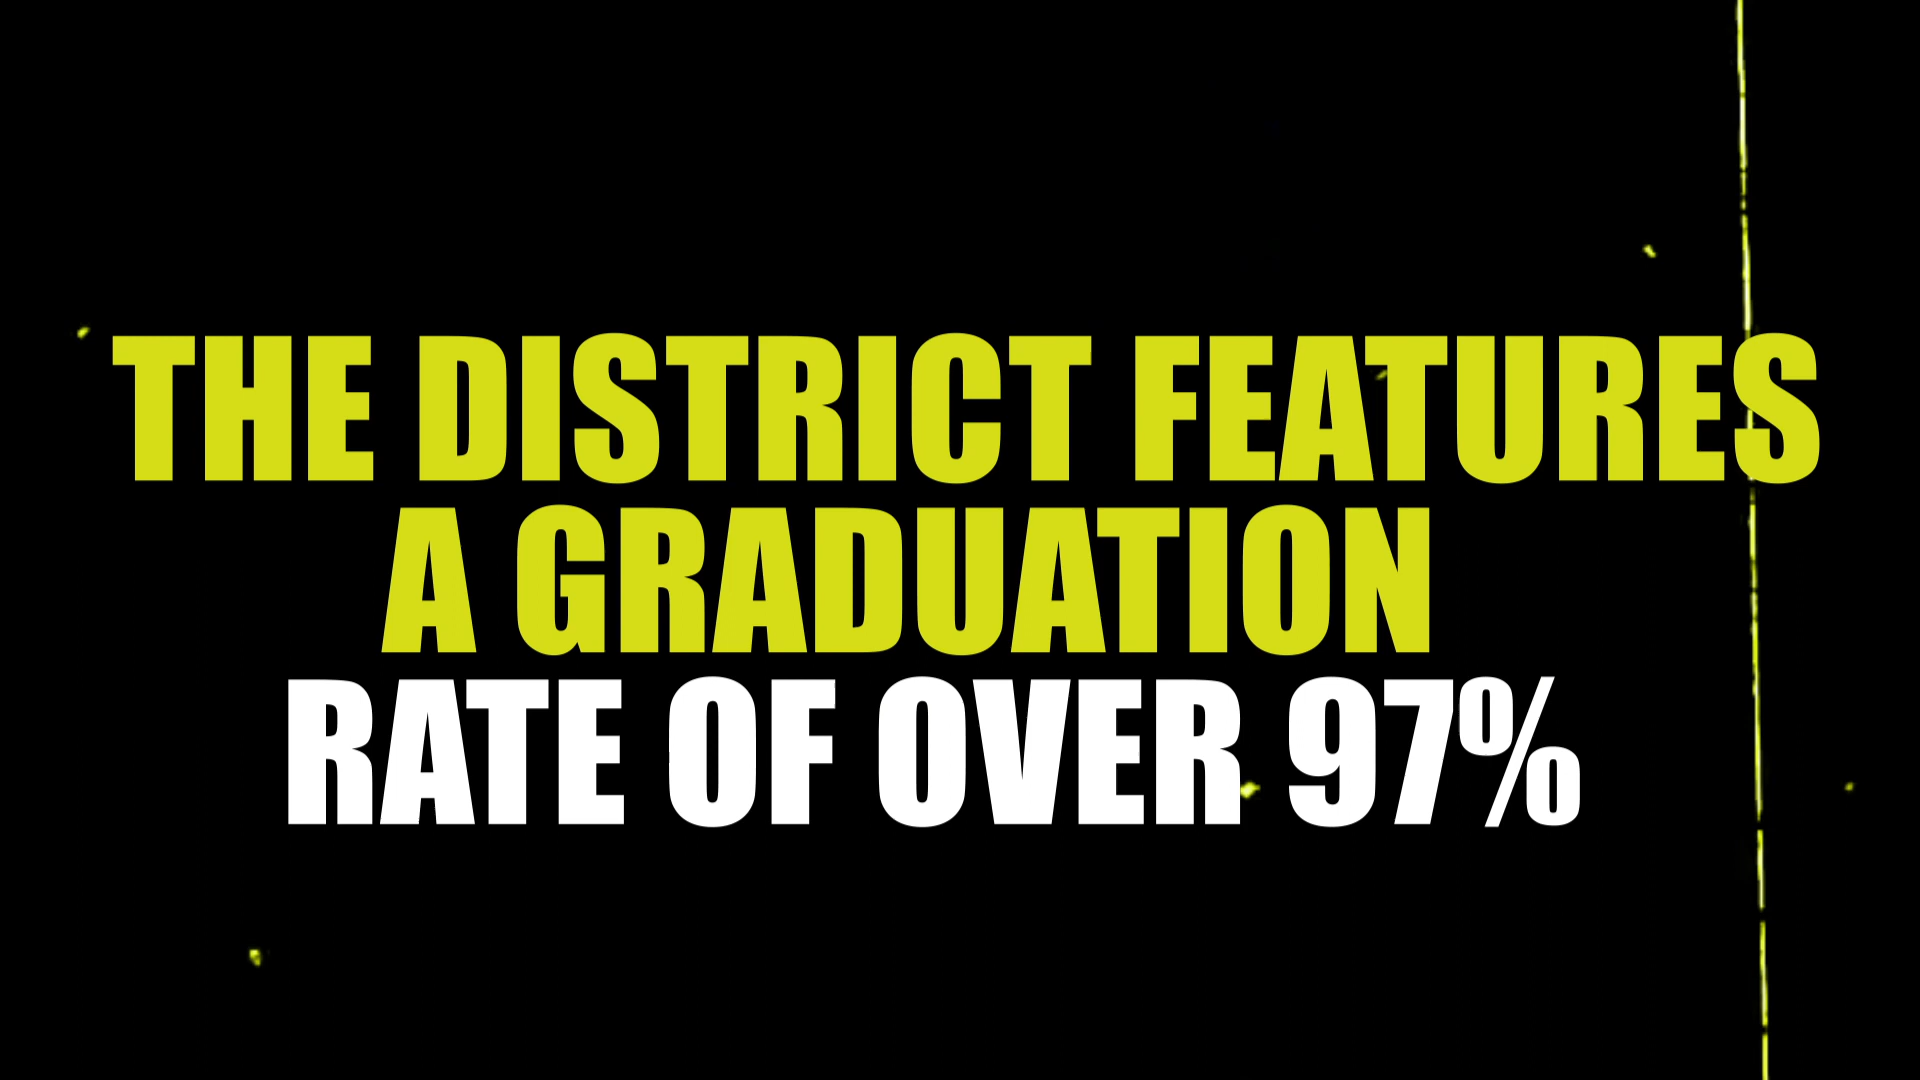 THE DISTRICT FEATURES
A GRADUATION
RATE OF OVER 97%